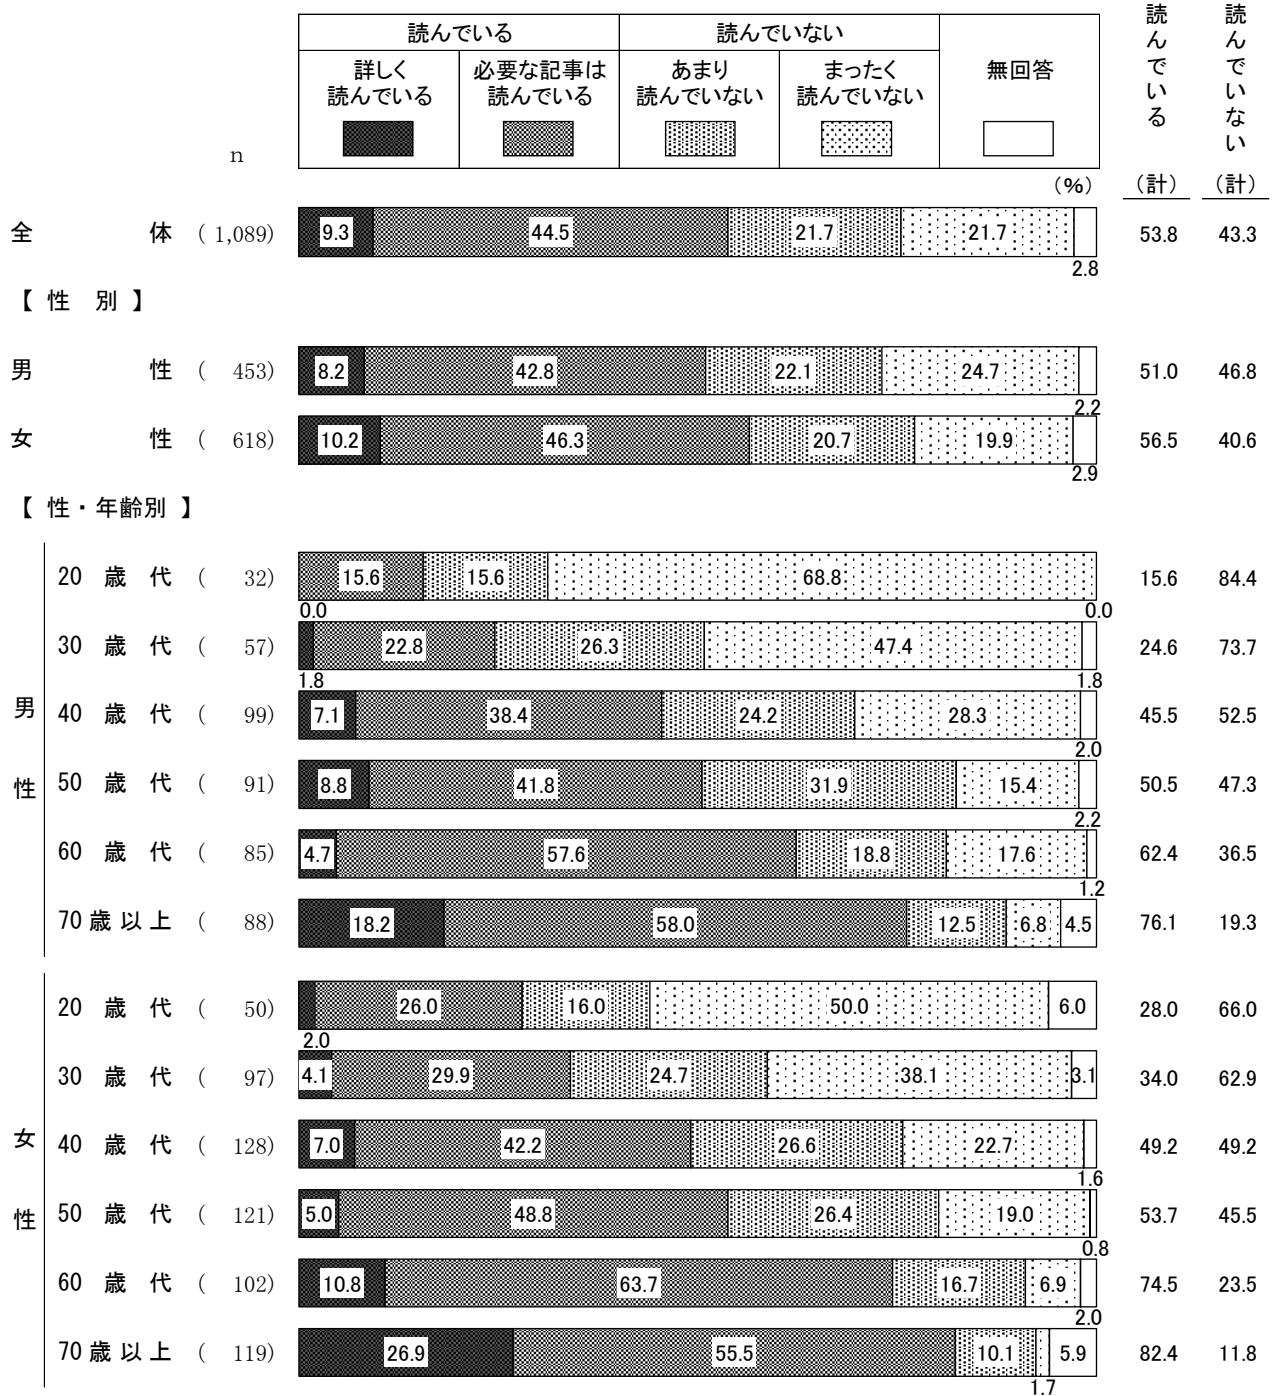 読んでいる 読んでいない 無回答
詳しく 必要な記事は あまり まったく
読んでいる 読んでいる 読んでいない 読んでいない
読んでいる
読んでいない
n
(%) (計) (計)
全体 ( 1,089) 9.3 44.5 21.7 21.7 53.8 43.3
2.8
【 性 別 】
男性 ( 453) 8.2 42.8 22.1 24.7 51.0 46.8
2.2
女性 ( 618) 10.2 46.3 20.7 19.9 56.5 40.6
2.9
【 性・年齢別 】
男性
20 歳 代 ( 32) 15.6 15.6 68.8 15.6 84.4
0.0 0.0
30 歳 代 ( 57) 22.8 26.3 47.4 24.6 73.7
1.8 1.8
40 歳 代 ( 99) 7.1 38.4 24.2 28.3 45.5 52.5
2.0
50 歳 代 ( 91) 8.8 41.8 31.9 15.4 50.5 47.3
2.2
60 歳 代 ( 85) 4.7 57.6 18.8 17.6 62.4 36.5
1.2
70 歳 以 上 ( 88) 18.2 58.0 12.5 6.8 4.5 76.1 19.3
女性
20 歳 代 ( 50) 26.0 16.0 50.0 6.0 28.0 66.0
2.0
30 歳 代 ( 97) 4.1 29.9 24.7 38.1 3.1 34.0 62.9
40 歳 代 ( 128) 7.0 42.2 26.6 22.7 49.2 49.2
1.6
50 歳 代 ( 121) 5.0 48.8 26.4 19.0 53.7 45.5
0.8
60 歳 代 ( 102) 10.8 63.7 16.7 6.9 74.5 23.5
2.0
70 歳 以 上 ( 119) 26.9 55.5 10.1 5.9 82.4 11.8
1.7